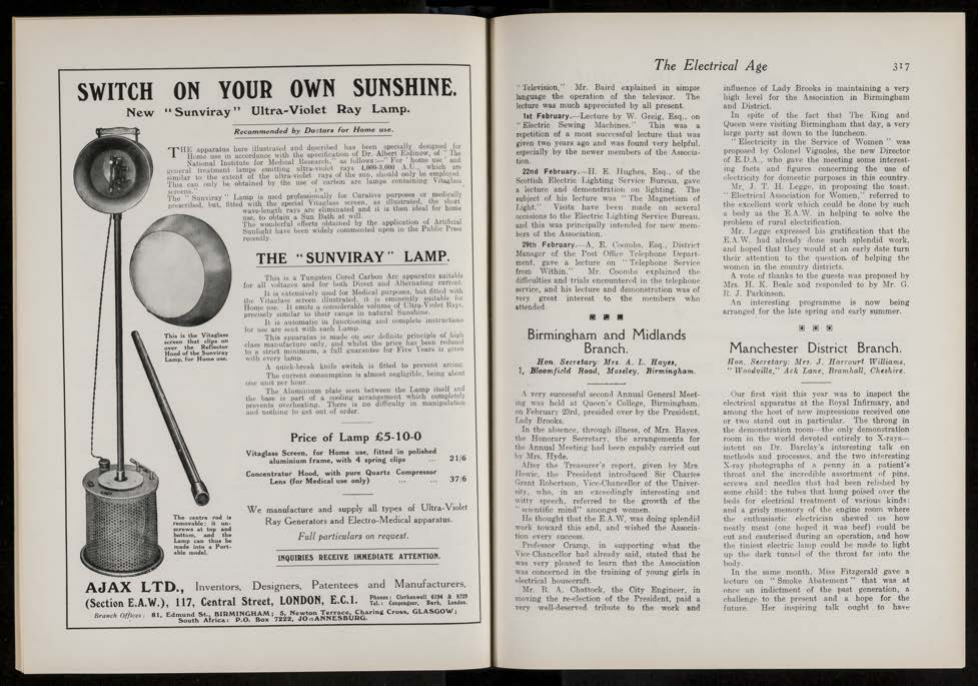 SWITCH ON YOUR OWN SUNSHINE.
New "Sunviray" Ultra-Violet Ray Lamp.
Recommended by Doctors for Home use.
THE apparatus here illustrated and described has been specially designed for
Home use in accordance with the specification of Dr. Albert Eidinow, of "The
National Institute for Medical Research," as follows:—"For 'home use' and
general treatment lamps emitting ultra-violet rays 4,000-3,000 A.U., which are
similar to the extent of the ultra-violet rays of the sun, should only be employed.
This can only be obtained by the use of carbon arc lamps containing Vitaglass
screens."
The "Sunviray" Lamp is used professionally for Curative purposes or medically
prescribed, but, fitted with the special Vitaglass screen, as illustrated, the short
wave-length rays are eliminated and it is then ideal for home
use, to obtain a Sun Bath at will.
The wonderful effects obtained by the application of Artificial
Sunlight have been widely commented upon in the Public Press
recently.
THE "SUNVIRAY" LAMP.
This is a Tungsten Cored Carbon Arc apparatus suitable
for all voltages and for both Direct and Alternating current.
It is extensively used for Medical purposes, but fitted with
the Vitaglass screen illustrated, it is eminently suitable for
Home use. It emits a considerable volume of Ultra-Violet Rays,
precisely similar to their range in natural Sunshine.
It is automatic in functioning and complete instructions
for use are sent with each Lamp.
This apparatus is made on our definite principle of high
class manufacture only, and whilst the price has been reduced
to a strict minimum, a full guarantee for Five Years is given
with every lamp.
A quick-break knife switch is fitted to prevent arcing.
The current consumption is almost negligible, being about
one unit per hour.
The Aluminium plate seen between the Lamp itself and
the base is part of a cooling arrangement which completely
prevents overheating. There is no difficulty in manipulation
and nothing to get out of order.
This is the Vitaglass
screen that clips on
over the Reflector
Hood of the Sunviray
Lamp, for Home use.
Price of Lamp £5-10-0
Vitaglass Screen, for Home use, fitted in polished
aluminium frame, with 4 spring clips ... 21/6
Concentrator Hood, with pure Quartz Compressor
Lens (for Medical use only) ... ... 37/6
The centre rod is
removable; it un-
screws at top and
bottom, and the
Lamp can thus be
made into a Port-
able model.
We manufacture and supply all types of Ultra-Violet
Ray Generators and Electro-Medical apparatus.
Full particulars on request.
INQUIRIES RECEIVE IMMEDIATE ATTENTION.
AJAX LTD., Inventors, Designers, Patentees and Manufacturers,
(Section E.A.W.), 117, Central Street, LONDON, E.C.1. Phones: Clerkenwell
London.
Branch Offices: 81, Edmund St., BIRMINGHAM; 5, Newton Terrace, Charing Cross, GLASGOW;
South Africa: P.O. Box 7222, JOHANNESBURG.
The Electrical Age 317
"Television." Mr. Baird explained in simple
language the operation of the televisor. The
lecture was much appreciated by all present.
1st February.—Lecture by W. Greig, Esq., on
"Electric Sewing Machines." This was a
repetition of a most successful lecture that was
given two years ago and was found very helpful,
especially by the newer members of the Associa-
tion.
22nd February.—H. E. Hughes, Esq., of the
Scottish Electric Lighting Service Bureau, gave
a lecture and demonstration on lighting. The
subject of his lecture was "The Magnetism of
Light." Visits have been made on several
occasions to the Electric Lighting Service Bureau,
and this was principally intended for new mem-
bers of the Association.
29th February.—A. E. Coombs, Esq., District
Manager of the Post Office Telephone Depart-
ment, gave a lecture on "Telephone Service
from Within." Mr. Coombs explained the
difficulties and trials encountered in the telephone
service, and his lecture and demonstration was of
very great interest to the members who
attended.
Birmingham and Midlands
Branch.
Hon. Secretary: Mrs. A. L. Hayes,
1, Bloomfield Road, Moseley, Birmingham.
A very successful second Annual General Meet-
ing was held at Queen's College, Birmingham,
on February 23rd, presided over by the President,
Lady Brooks.
In the absence, through illness, of Mrs. Hayes,
the Honorary Secretary, the arrangements for
the Annual Meeting had been capably carried out
by Mrs. Hyde.
After the Treasurer's report, given by Mrs.
Howie, the President introduced Sir Charles
Grant Robertson, Vice-Chancellor of the Univer-
sity, who, in an exceedingly interesting and
witty speech, referred to the growth of the
"scientific mind" amongst women.
He thought that the E.A.W. was doing splendid
work toward this end, and wished the Associa-
tion every success.
Professor Cramp, in supporting what the
Vice-Chancellor had already said, stated that he
was very pleased to learn that the Association
was concerned in the training of young girls in
electrical housecraft.
Mr. R. A. Chattock, the City Engineer, in
moving the re-election of the President, paid a
very well-deserved tribute to the work and
influence of Lady Brooks in maintaining a very
high level for the Association in Birmingham
and District.
In spite of the fact that The King and
Queen were visiting Birmingham that day, a very
large party sat down to the luncheon.
"Electricity in the Service of Women" was
proposed by Colonel Vignoles, the new Director
of E.D.A., who gave the meeting some interest-
ing facts and figures concerning the use of
electricity for domestic purposes in this country.
Mr. J. T. H. Legge, in proposing the toast,
"Electrical Association for Women," referred to
the excellent work which could be done by such
a body as the E.A.W. in helping to solve the
problem of rural electrification.
Mr. Legge expressed his gratification that the
E.A.W. had already done such splendid work,
and hoped that they would at an early date turn
their attention to the question of helping the
women in the country districts.
A vote of thanks to the guests was proposed by
Mrs. H. K. Beale and responded to by Mr. G.
R. J. Parkinson.
An interesting programme is now being
arranged for the late spring and early summer.
Manchester District Branch.
Hon. Secretary: Mrs. J. Harcourt Williams,
"Woodville," Ack Lane, Bramhall, Cheshire.
Our first visit this year was to inspect the
electrical apparatus at the Royal Infirmary, and
among the host of new impressions received one
or two stand out in particular. The throng in
the demonstration room—the only demonstration
room in the world devoted entirely to X-rays—
intent on Dr. Barclay's interesting talk on
methods and processes, and the two interesting
X-ray photographs of a penny in a patient's
throat and the incredible assortment of pins,
screws and needles that had been relished by
some child: the tubes that hung poised over the
beds for electrical treatment of various kinds:
and a grisly memory of the engine room where
the enthusiastic electrician shewed us how
neatly meat (one hoped it was beef) could be
cut and cauterised during an operation, and how
the tiniest electric lamp could be made to light
up the dark tunnel of the throat far into the
body.
In the same month, Miss Fitzgerald gave a
lecture on "Smoke Abatement" that was at
once an indictment of the past generation, a
challenge to the present and a hope for the
future. Her inspiring talk ought to have